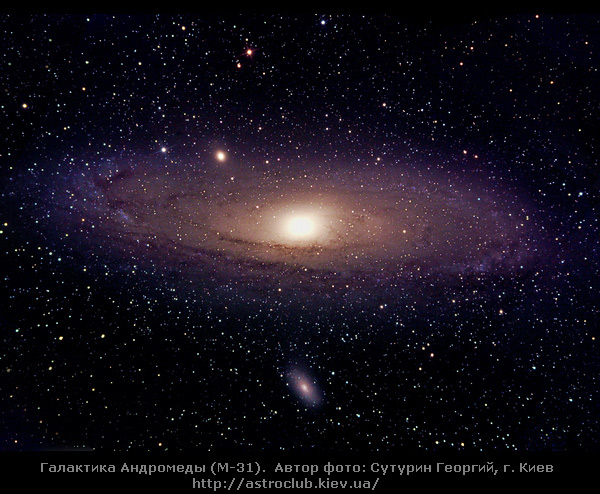 Галактика Андромеды (М-31). Автор фото: Сутурин Георгий, г. Киев
http://astroclub.kiev.ua/